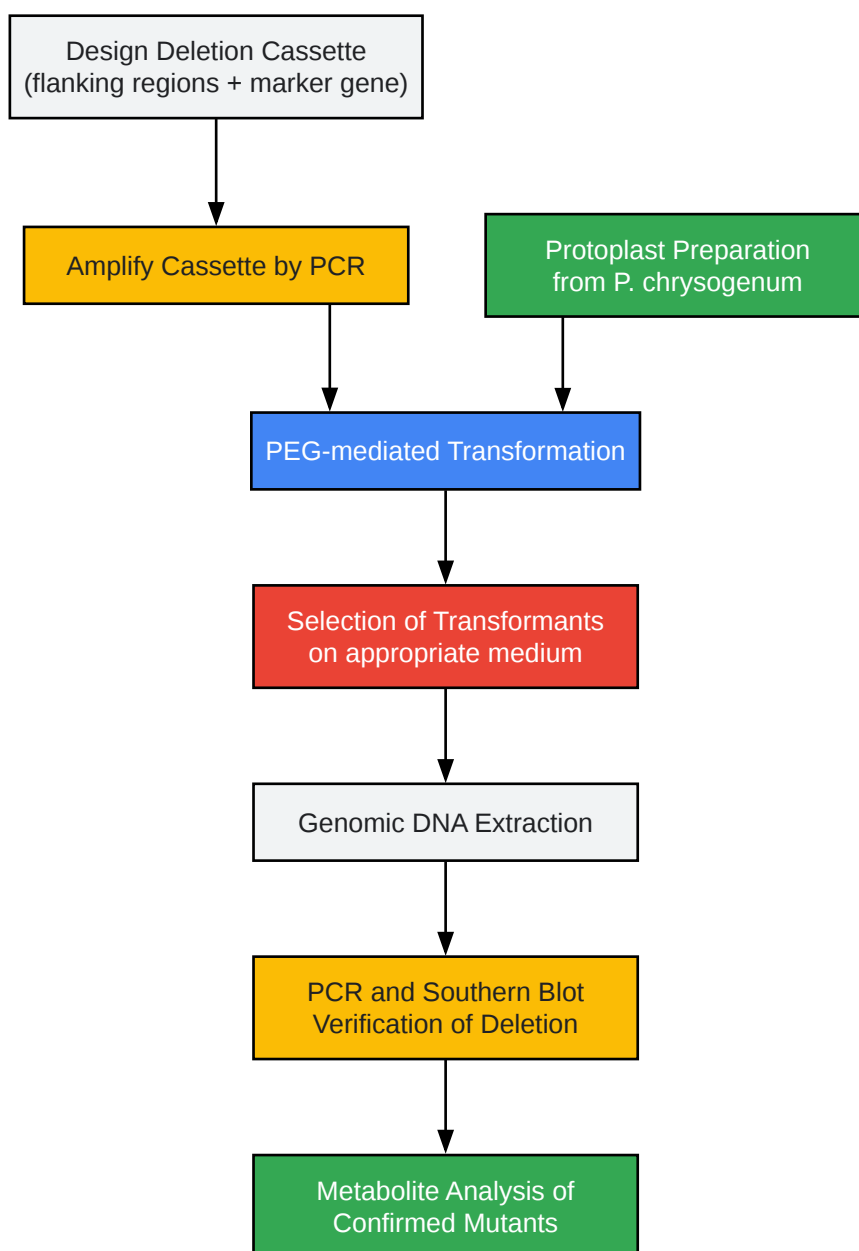 Design Deletion Cassette
(flanking regions + marker gene)
Amplify Cassette by PCR
Protoplast Preparation
from P. chrysogenum
PEG-mediated Transformation
Selection of Transformants
on appropriate medium
Genomic DNA Extraction
PCR and Southern Blot
Verification of Deletion
Metabolite Analysis of
Confirmed Mutants